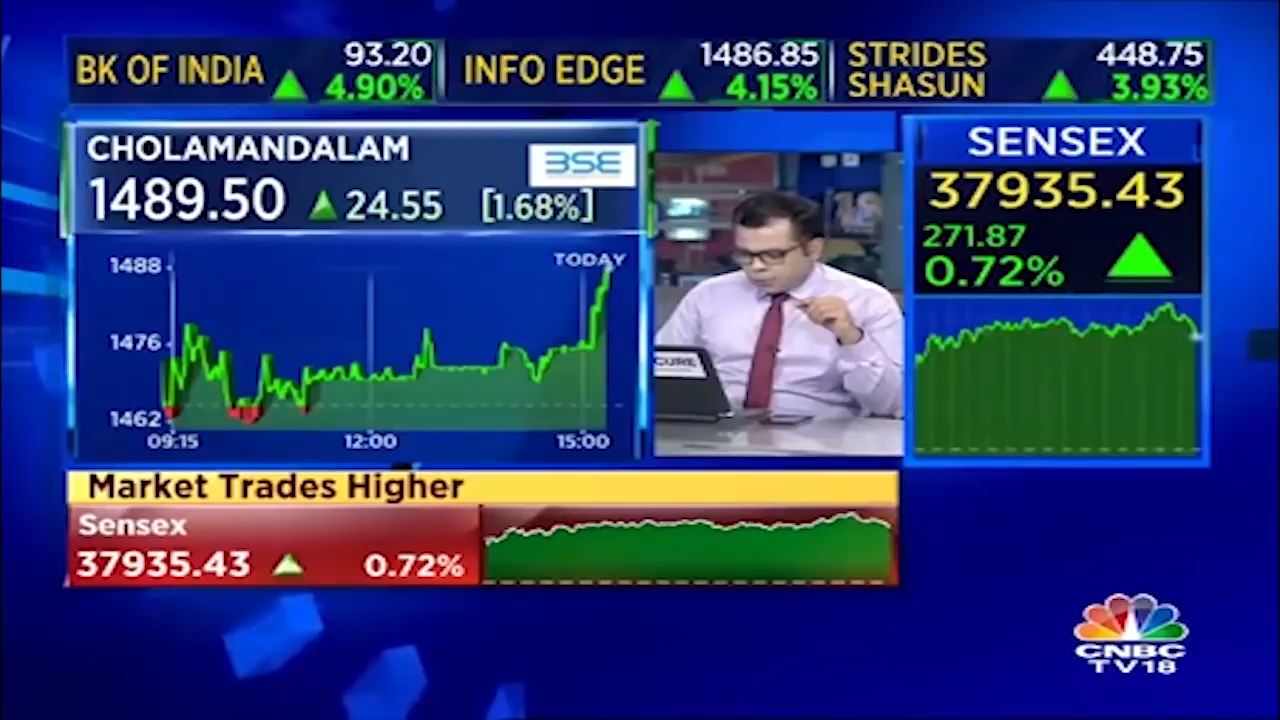 BK OF INDIA
93.20
4.90%
INFO EDGE
1486.85
4.15%
STRIDES
SHASUN
448.75
3.93%
CHOLAMANDALAM
BSE
1489.50 24.55 [1.68%]
TODAY
1488
1476
1462
09:15 12:00 15:00
CURE
SENSEX
37935.43
271.87
0.72%
Market Trades Higher
Sensex
37935.43 0.72%
CNBC
TV18